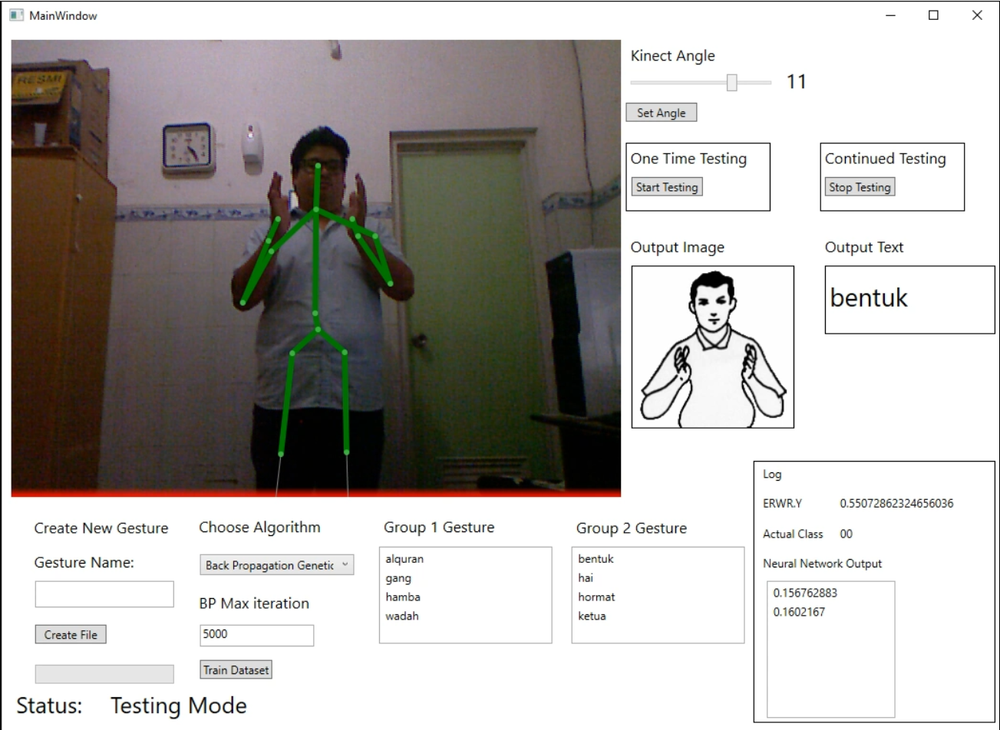 MainWindow
RESMI
Kinect Angle
11
Set Angle
One Time Testing
Start Testing
Continued Testing
Stop Testing
Output Image
Output Text
bentuk
Log
ERWR.Y 0.55072862324656036
Actual Class 00
Neural Network Output
0.156762883
0.1602167
Create New Gesture
Gesture Name:
Create File
Choose Algorithm
Back Propagation Genetic
BP Max iteration
5000
Train Dataset
Group 1 Gesture
alquran
gang
hamba
wadah
Group 2 Gesture
bentuk
hai
hormat
ketua
Status: Testing Mode